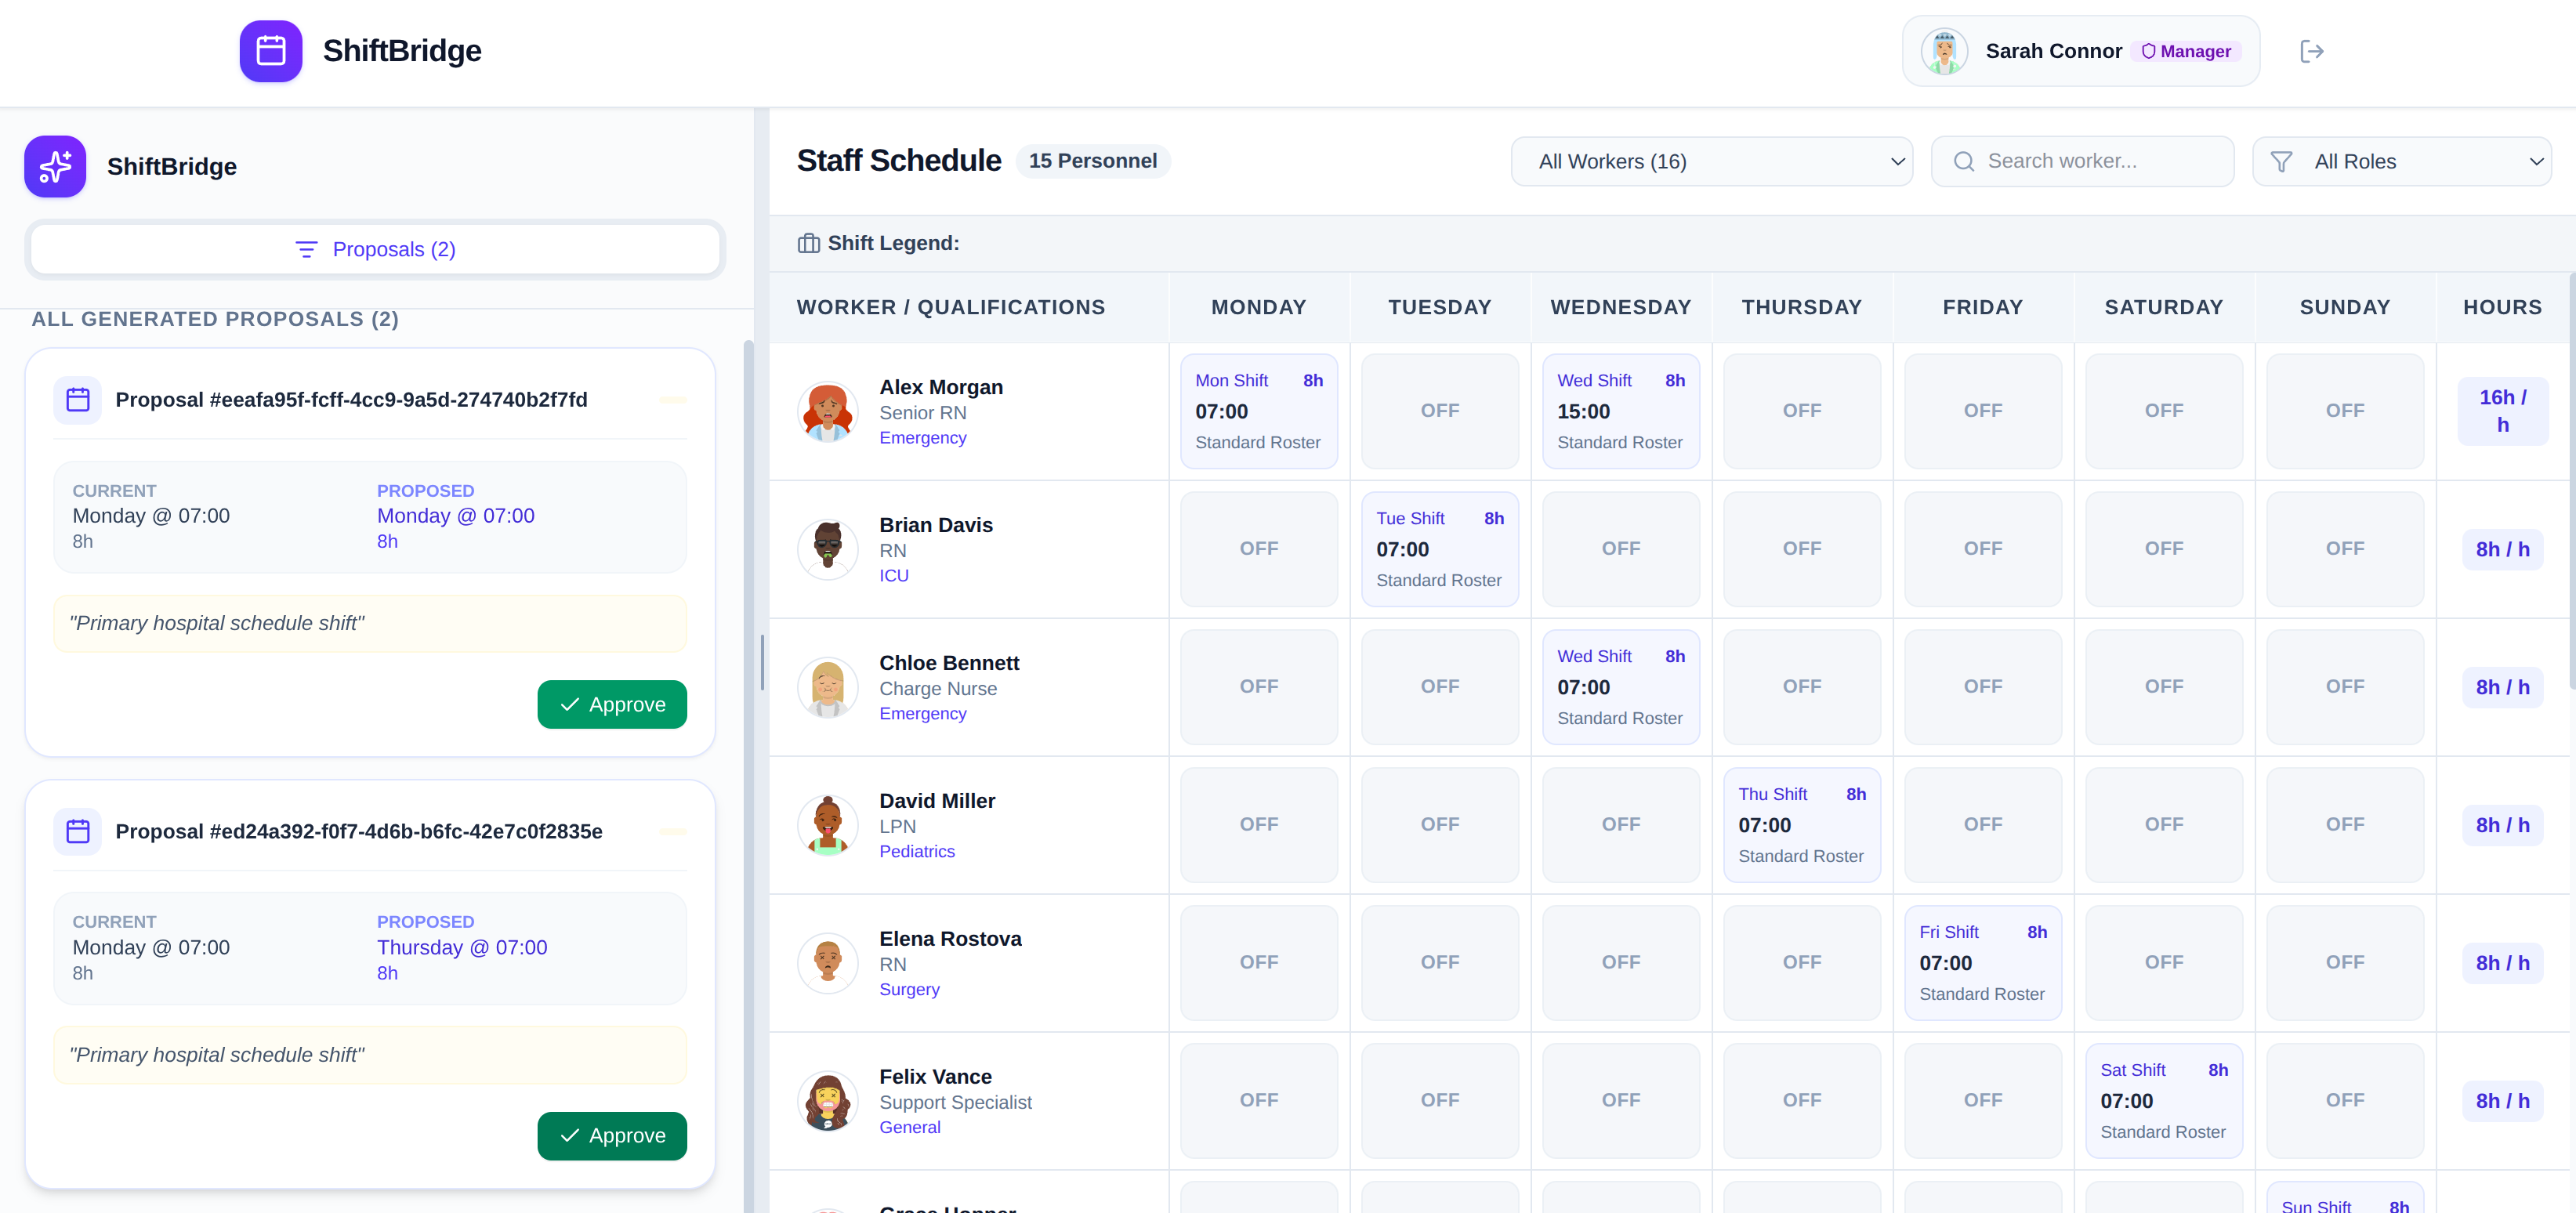 ShiftBridge
Sarah Connor Manager
ShiftBridge
Proposals (2)
ALL GENERATED PROPOSALS (2)
Proposal #eeafa95f-fcff-4cc9-9a5d-274740b2f7fd
CURRENT PROPOSED
Monday @ 07:00 Monday @ 07:00
8h 8h
"Primary hospital schedule shift"
Approve
Proposal #ed24a392-f0f7-4d6b-b6fc-42e7c0f2835e
CURRENT PROPOSED
Monday @ 07:00 Thursday @ 07:00
8h 8h
"Primary hospital schedule shift"
Approve
Staff Schedule 15 Personnel All Workers (16) Search worker... All Roles
Shift Legend:
WORKER / QUALIFICATIONS MONDAY TUESDAY WEDNESDAY THURSDAY FRIDAY SATURDAY SUNDAY HOURS
Alex Morgan
Senior RN
Emergency
Mon Shift 8h
07:00
Standard Roster
OFF
Wed Shift 8h
15:00
Standard Roster
OFF
OFF
OFF
OFF
16h /
h
Brian Davis
RN
ICU
OFF
Tue Shift 8h
07:00
Standard Roster
OFF
OFF
OFF
OFF
OFF
8h / h
Chloe Bennett
Charge Nurse
Emergency
OFF
OFF
Wed Shift 8h
07:00
Standard Roster
OFF
OFF
OFF
OFF
8h / h
David Miller
LPN
Pediatrics
OFF
OFF
OFF
Thu Shift 8h
07:00
Standard Roster
OFF
OFF
OFF
8h / h
Elena Rostova
RN
Surgery
OFF
OFF
OFF
OFF
Fri Shift 8h
07:00
Standard Roster
OFF
OFF
8h / h
Felix Vance
Support Specialist
General
OFF
OFF
OFF
OFF
OFF
Sat Shift 8h
07:00
Standard Roster
OFF
8h / h
Grace Hopper
Sun Shift 8h